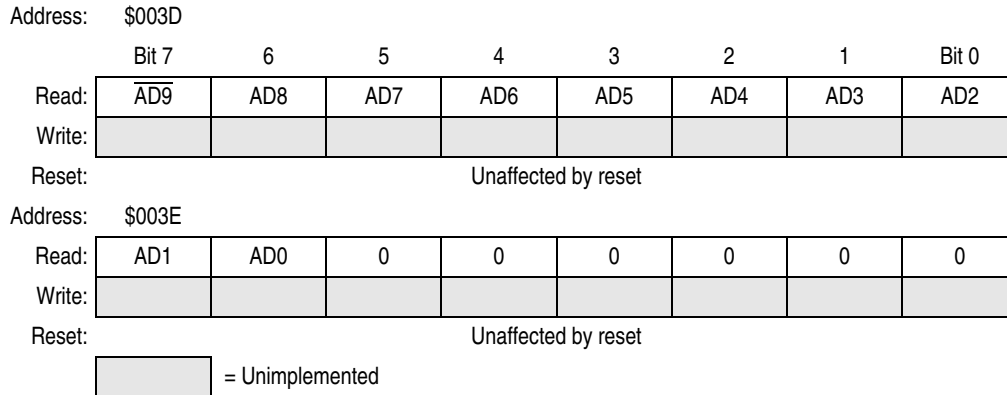 Address: $003D
Bit 7 6 5 4 3 2 1 Bit 0
Read: A̅D̅9̅ AD8 AD7 AD6 AD5 AD4 AD3 AD2
Write:
Reset: Unaffected by reset
Address: $003E
Read: AD1 AD0 0 0 0 0 0 0
Write:
Reset: Unaffected by reset
= Unimplemented